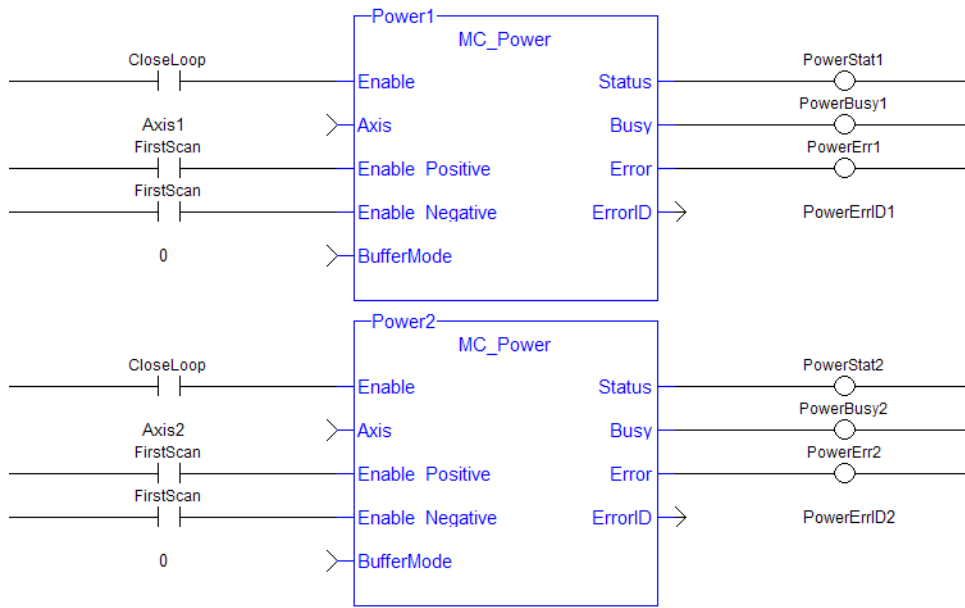 Power1
MC_Power
CloseLoop
Enable
Status
PowerStat1
Axis1
Axis
Busy
PowerBusy1
FirstScan
Enable Positive
Error
PowerErr1
FirstScan
Enable Negative
ErrorID
PowerErrID1
0
BufferMode
Power2
MC_Power
CloseLoop
Enable
Status
PowerStat2
Axis2
Axis
Busy
PowerBusy2
FirstScan
Enable Positive
Error
PowerErr2
FirstScan
Enable Negative
ErrorID
PowerErrID2
0
BufferMode